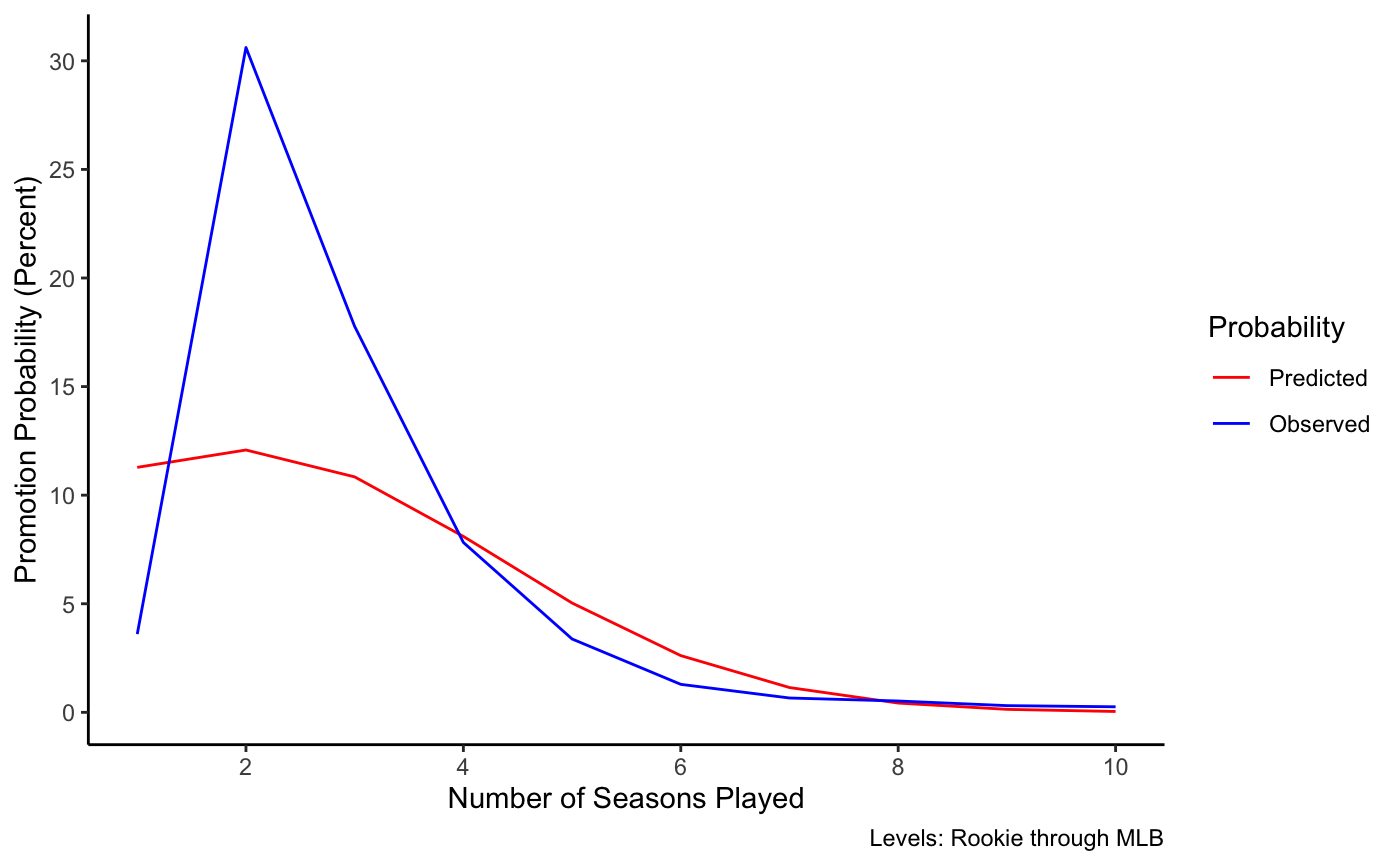 Promotion Probability (Percent)
30
25
20
15
10
5
0
2 4 6 8 10
Number of Seasons Played
Levels: Rookie through MLB
Probability
Predicted
Observed